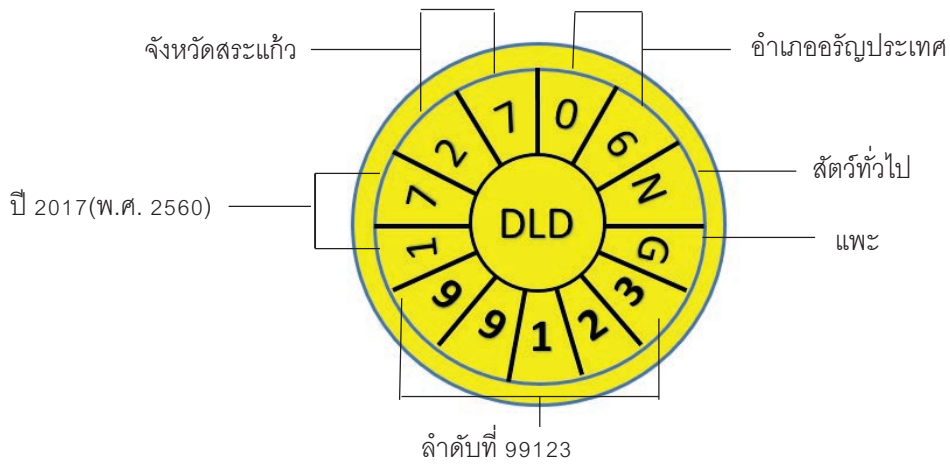 จังหวัดสระแก้ว
อำเภออรัญประเทศ
7 0
2 6
7 N
สัตว์ทั่วไป
ปี 2017(พ.ศ. 2560)
DLD
แพะ
1 G
9 9 1 2 3
ลำดับที่ 99123